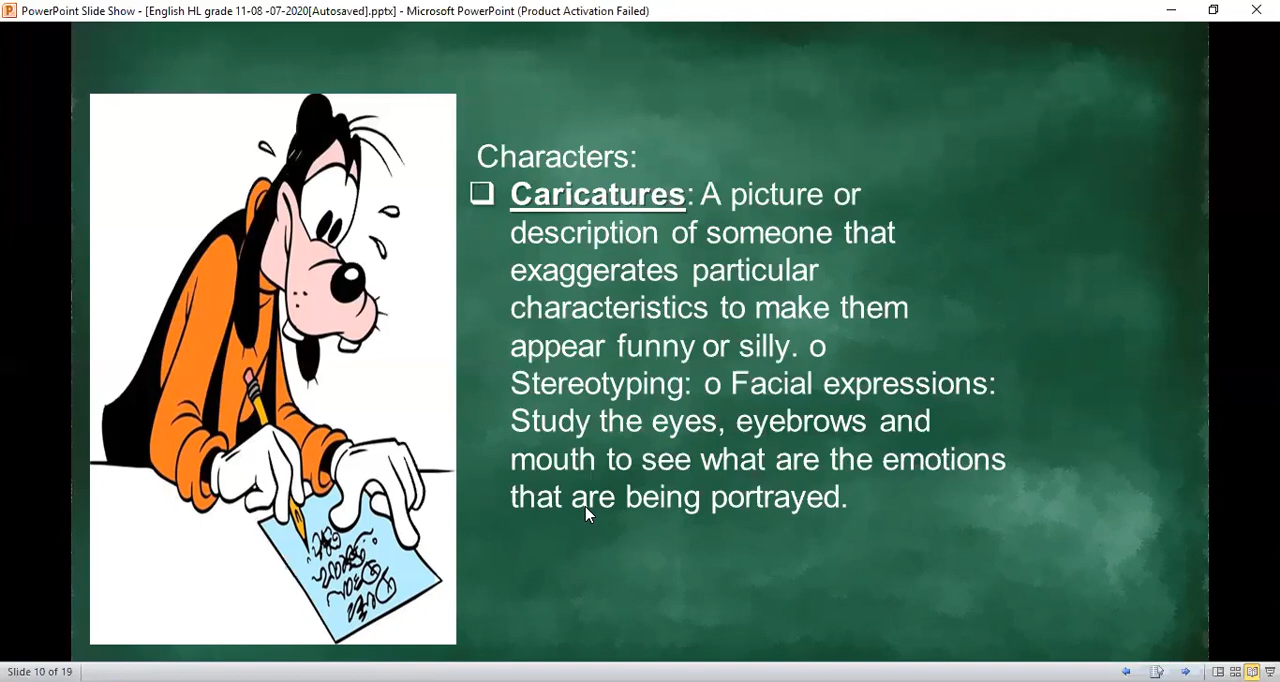 PowerPoint Slide Show - [English HL grade 11-08 -07-2020[Autosaved].pptx] - Microsoft PowerPoint (Product Activation Failed)
Characters:
Caricatures: A picture or
description of someone that
exaggerates particular
characteristics to make them
appear funny or silly. o
Stereotyping: o Facial expressions:
Study the eyes, eyebrows and
mouth to see what are the emotions
that are being portrayed.
Slide 10 of 19